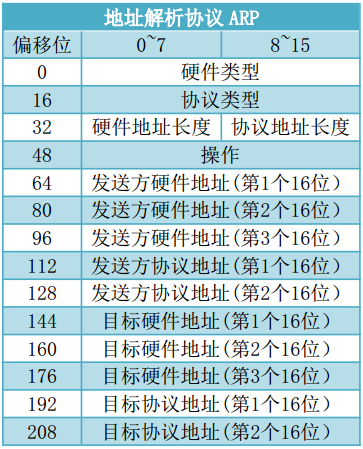 地址解析协议 ARP
偏移位 0~7 8~15
0 硬件类型
16 协议类型
32 硬件地址长度 协议地址长度
48 操作
64 发送方硬件地址(第1个16位)
80 发送方硬件地址(第2个16位)
96 发送方硬件地址(第3个16位)
112 发送方协议地址(第1个16位)
128 发送方协议地址(第2个16位)
144 目标硬件地址(第1个16位)
160 目标硬件地址(第2个16位)
176 目标硬件地址(第3个16位)
192 目标协议地址(第1个16位)
208 目标协议地址(第2个16位)